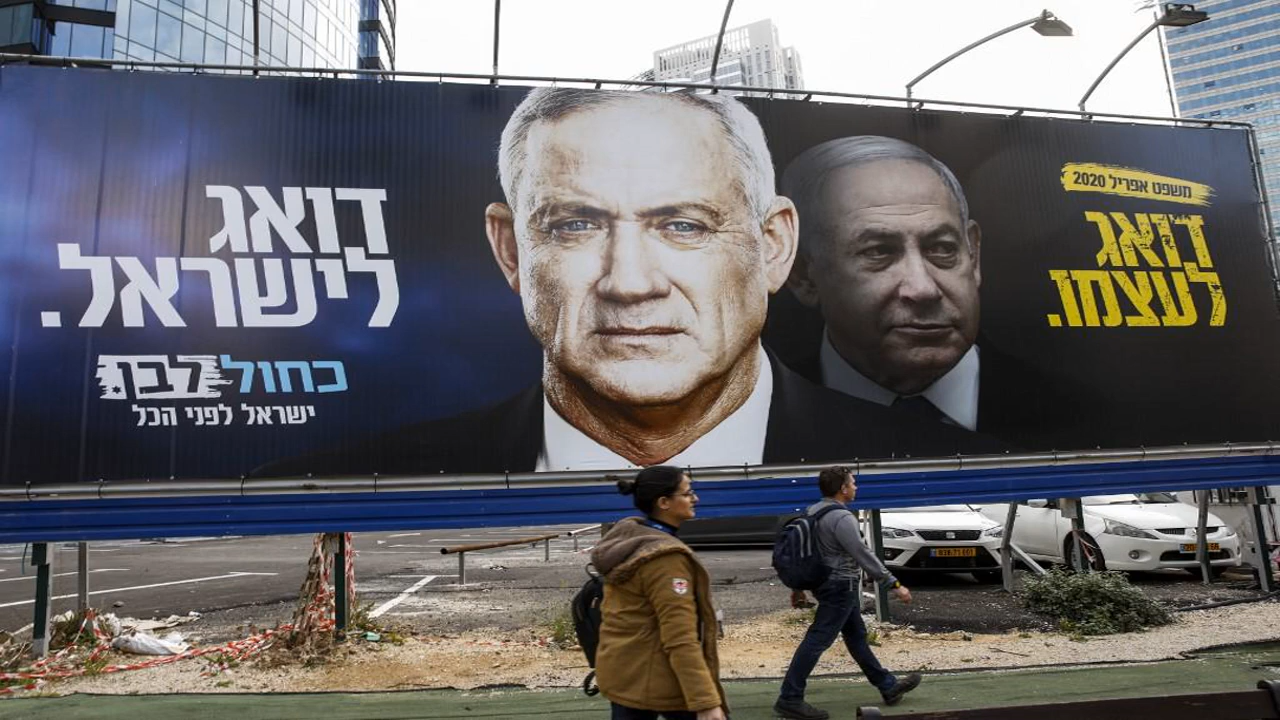 משפט אפריל 2020
דואג
לעצמו.
דואג
לישראל.
כחול לבן
ישראל לפני הכל